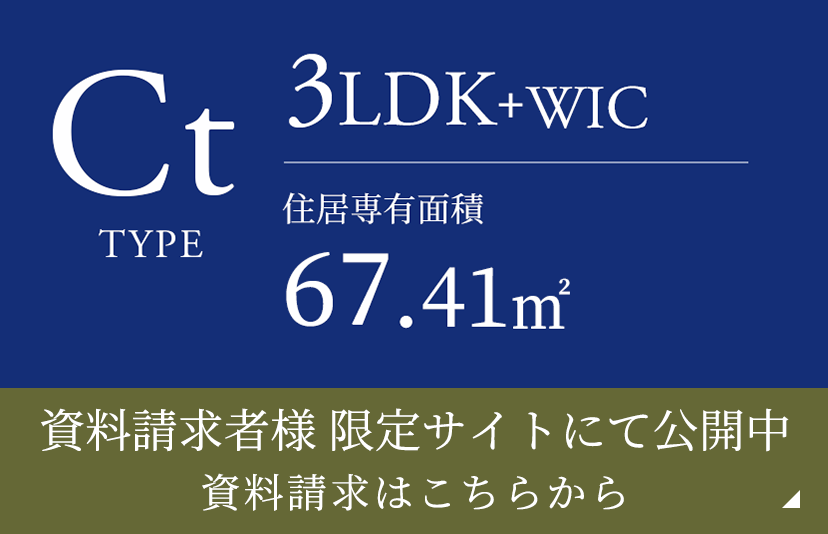 Ct
TYPE
3LDK+WIC
住居専有面積
67.41㎡
資料請求者様 限定サイトにて公開中
資料請求はこちらから